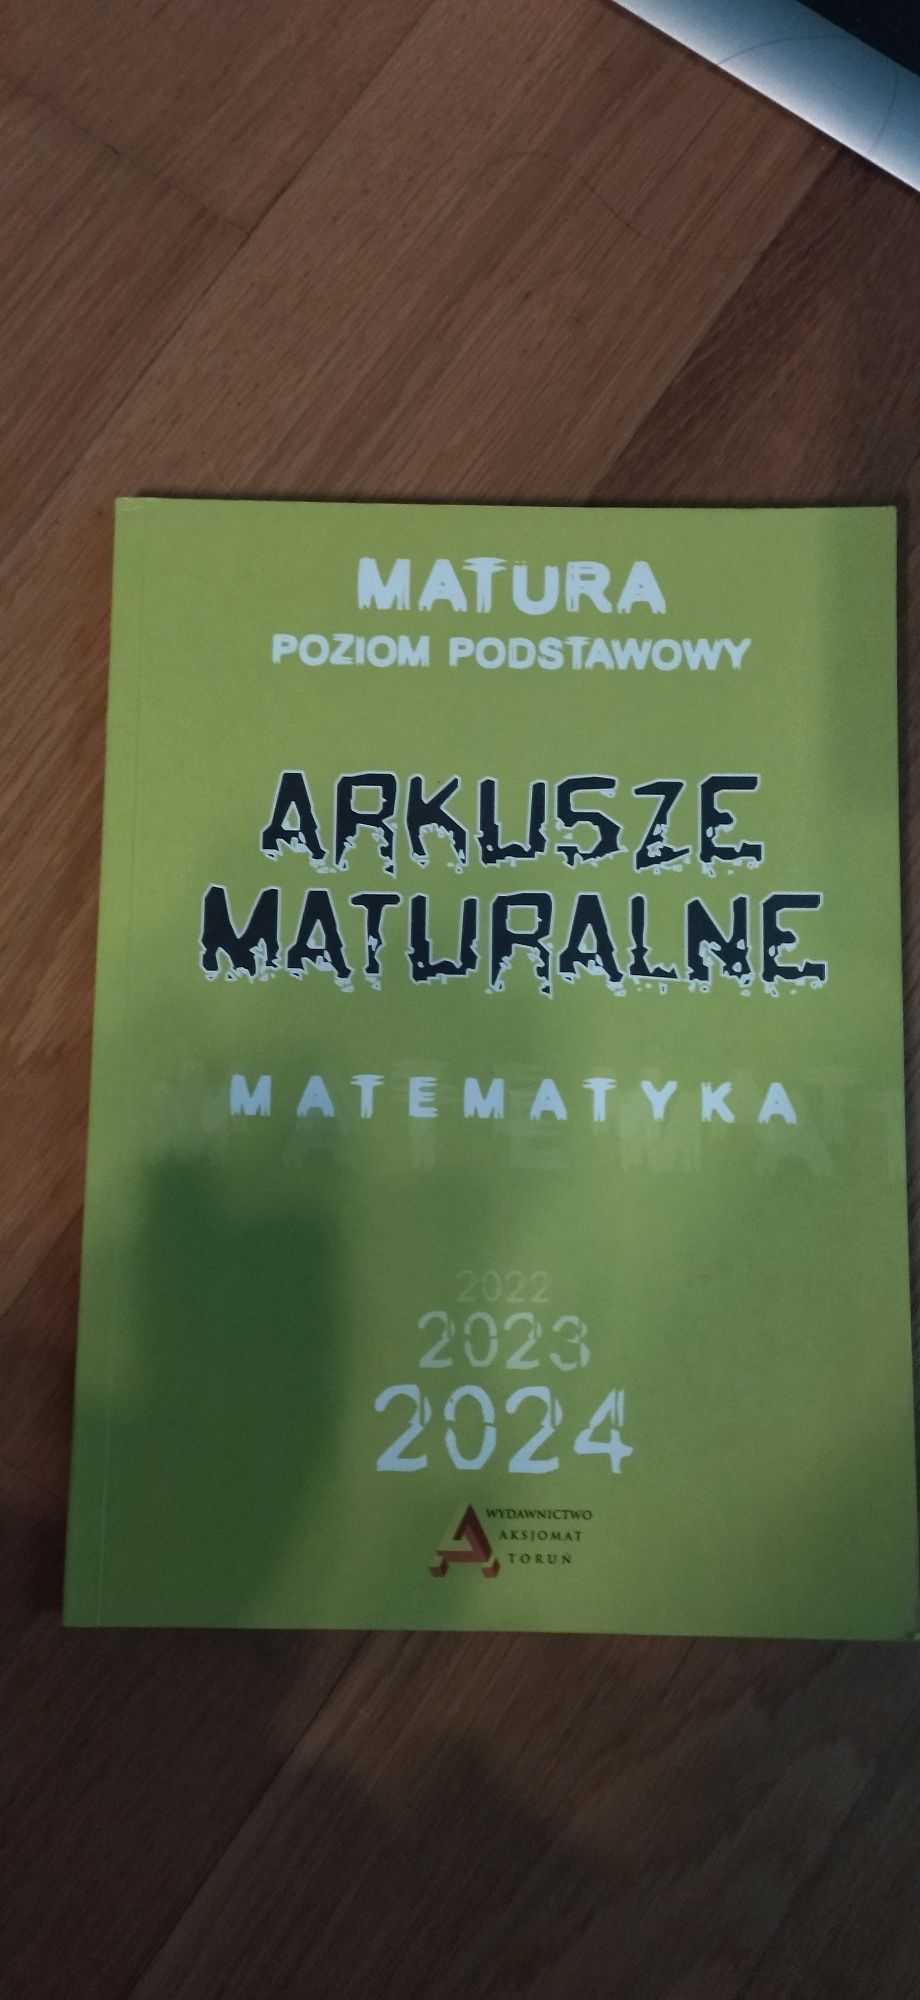 MATURA
POZIOM PODSTAWOWY
ARKUSZE
MATURALNE
MATEMATYKA
2022
2023
2024
WYDAWNICTWO
AKSJOMAT
TORUŃ